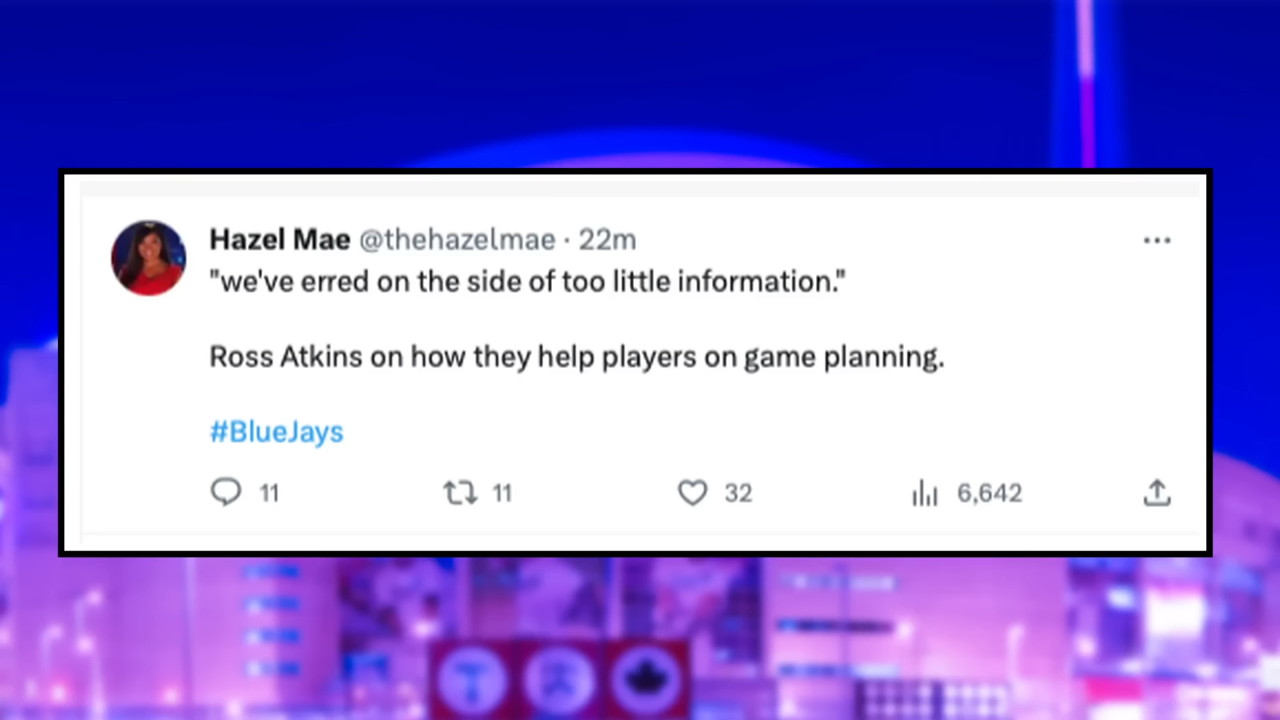 Hazel Mae @thehazelmae · 22m
"we've erred on the side of too little information."
Ross Atkins on how they help players on game planning.
#BlueJays
11 11 32 6,642